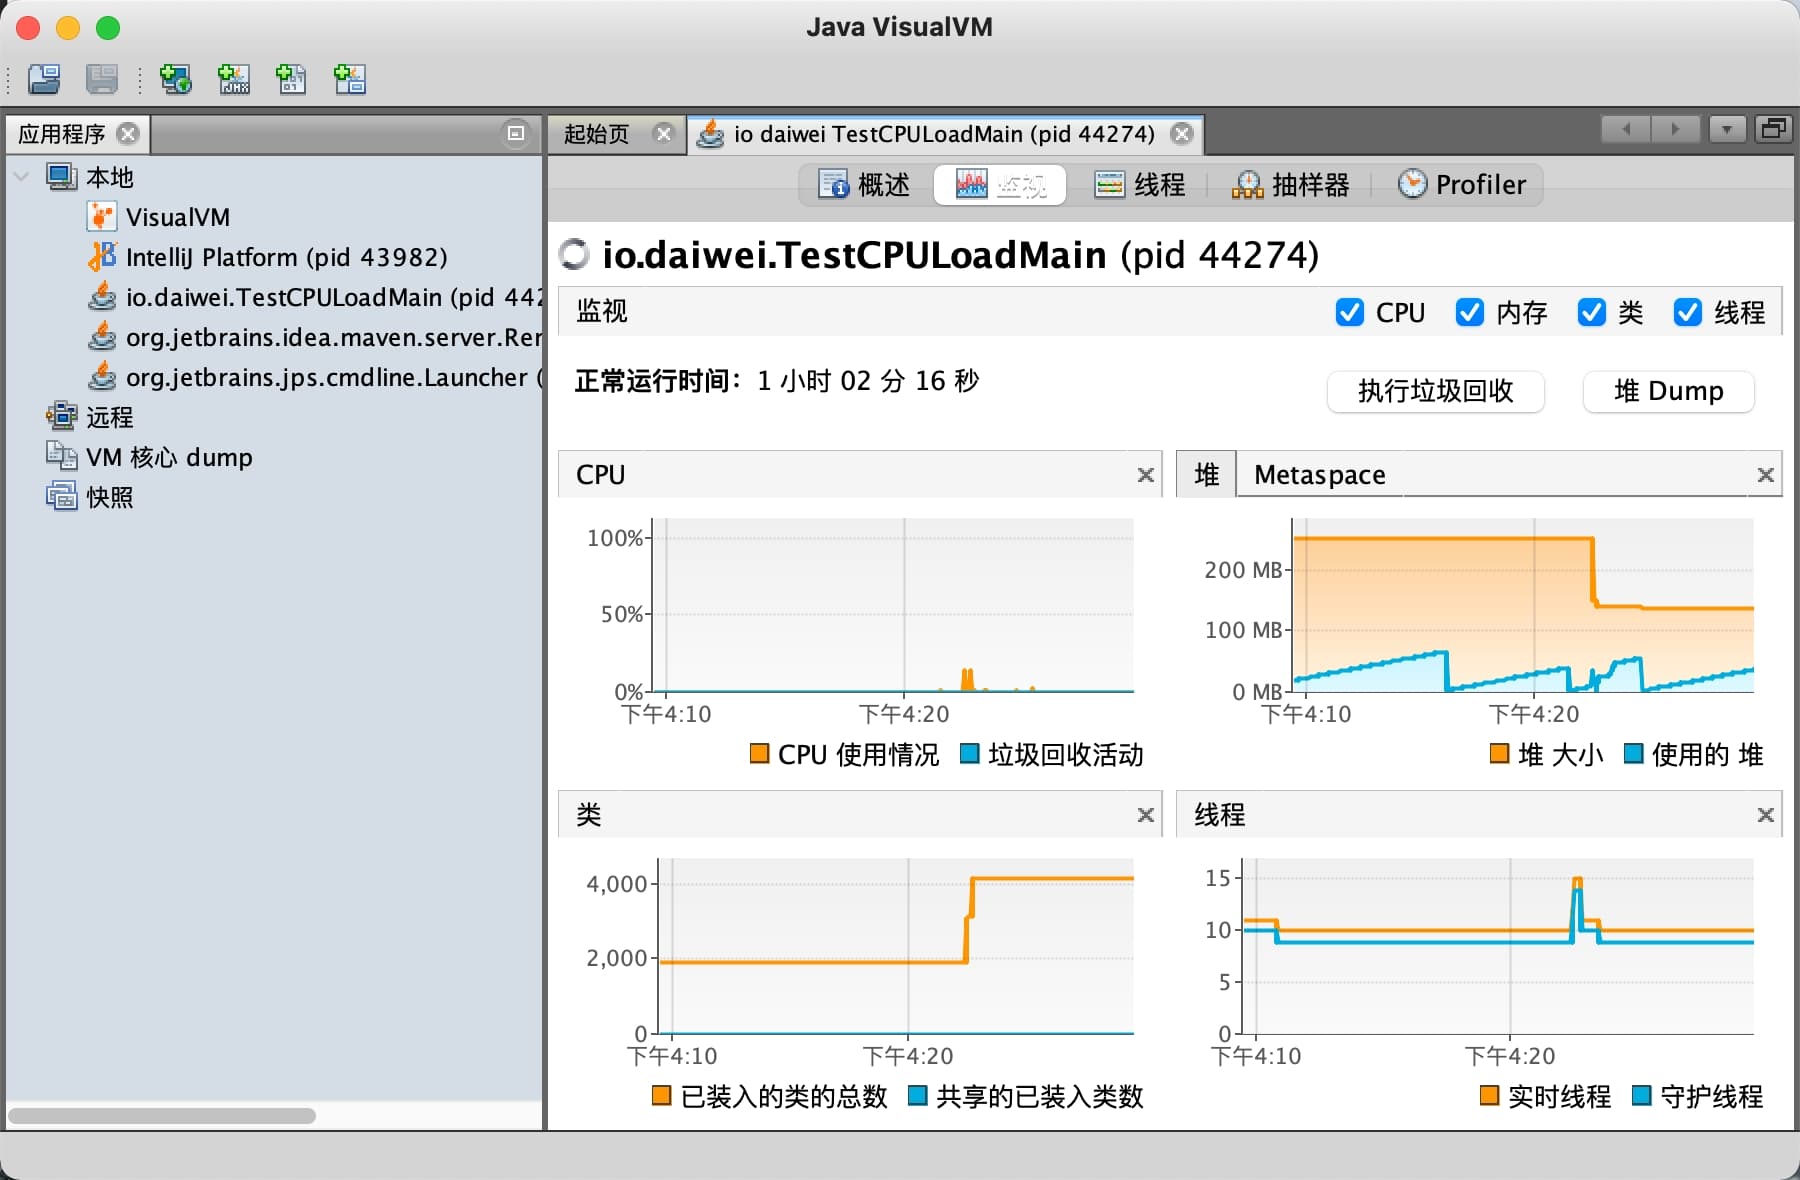 Java VisualVM
应用程序
起始页
io daiwei TestCPULoadMain (pid 44274)
本地
VisualVM
IntelliJ Platform (pid 43982)
io.daiwei.TestCPULoadMain (pid 442
org.jetbrains.idea.maven.server.Rer
org.jetbrains.jps.cmdline.Launcher (
远程
VM 核心 dump
快照
概述
监视
线程
抽样器
Profiler
io.daiwei.TestCPULoadMain (pid 44274)
监视
CPU
内存
类
线程
正常运行时间： 1 小时 02 分 16 秒
执行垃圾回收
堆 Dump
CPU
100%
50%
0%
下午4:10
下午4:20
CPU 使用情况
垃圾回收活动
堆
Metaspace
200 MB
100 MB
0 MB
下午4:10
下午4:20
堆 大小
使用的 堆
类
4,000
2,000
0
下午4:10
下午4:20
已装入的类的总数
共享的已装入类数
线程
15
10
5
0
下午4:10
下午4:20
实时线程
守护线程